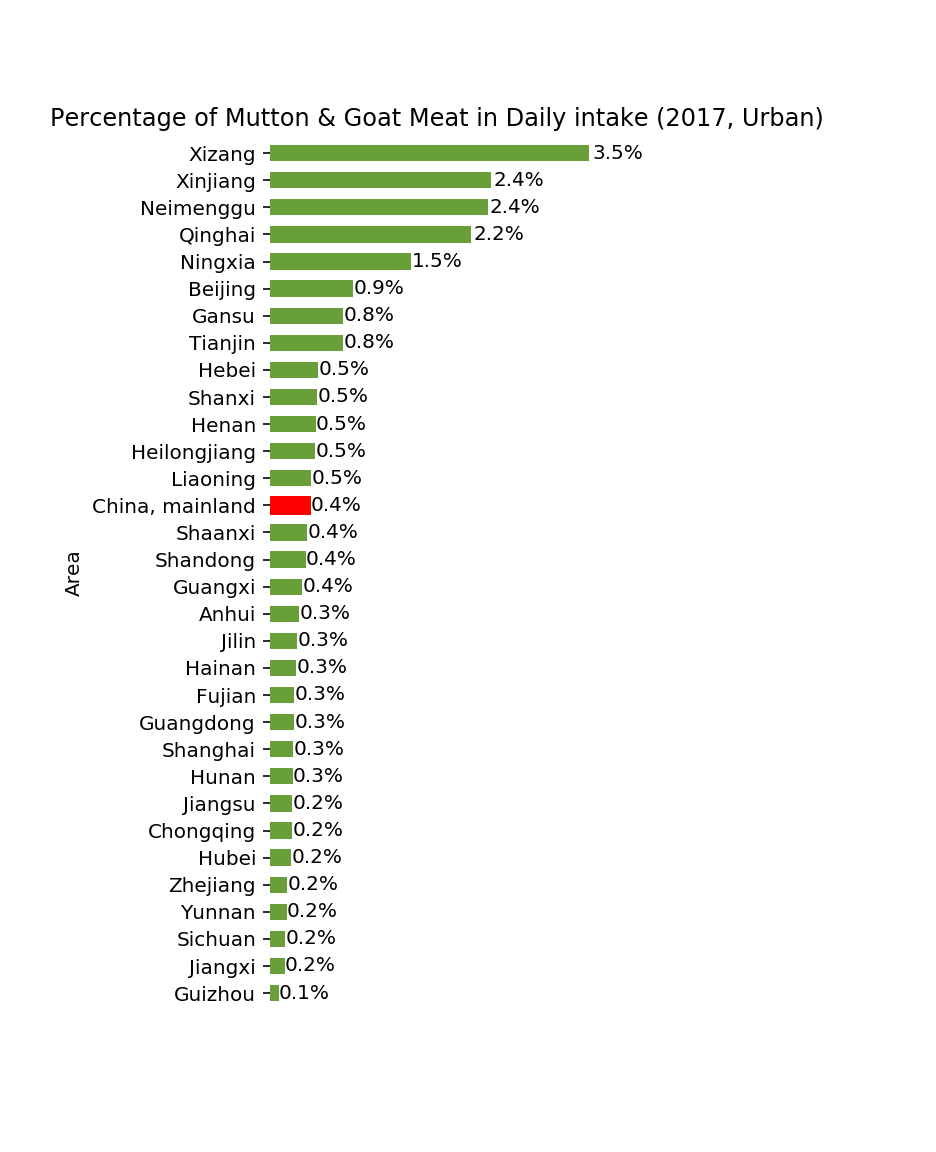 Percentage of Mutton & Goat Meat in Daily intake (2017, Urban)
Xizang 3.5%
Xinjiang 2.4%
Neimenggu 2.4%
Qinghai 2.2%
Ningxia 1.5%
Beijing 0.9%
Gansu 0.8%
Tianjin 0.8%
Hebei 0.5%
Shanxi 0.5%
Henan 0.5%
Heilongjiang 0.5%
Liaoning 0.5%
China, mainland 0.4%
Shaanxi 0.4%
Shandong 0.4%
Guangxi 0.4%
Anhui 0.3%
Jilin 0.3%
Hainan 0.3%
Fujian 0.3%
Guangdong 0.3%
Shanghai 0.3%
Hunan 0.3%
Jiangsu 0.2%
Chongqing 0.2%
Hubei 0.2%
Zhejiang 0.2%
Yunnan 0.2%
Sichuan 0.2%
Jiangxi 0.2%
Guizhou 0.1%
Area